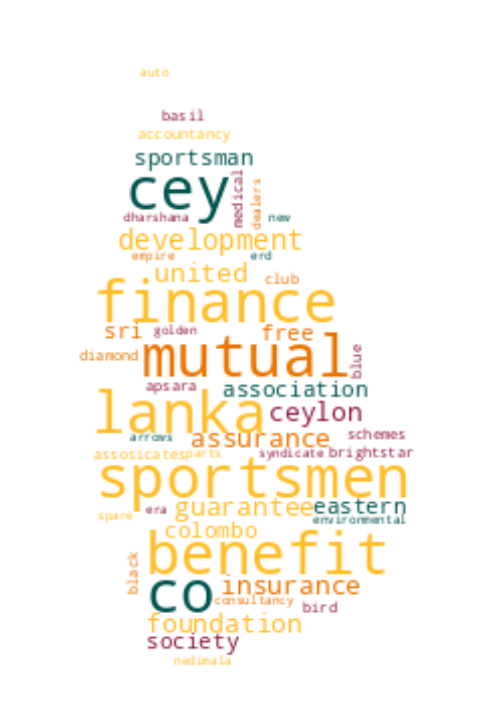 auto
basil
accountancy
sportsman
cey
medical
dealers
dharshana
new
development
empire
erd
united
club
finance
sri
golden
free
diamond
mutual
blue
apsara
association
lanka
ceylon
arrows
assurance
schemes
assosicates
parts
syndicate
brightstar
sportsmen
spare
era
guarantee
eastern
environmental
colombo
benefit
black
co
insurance
consultancy
bird
foundation
society
nedimala